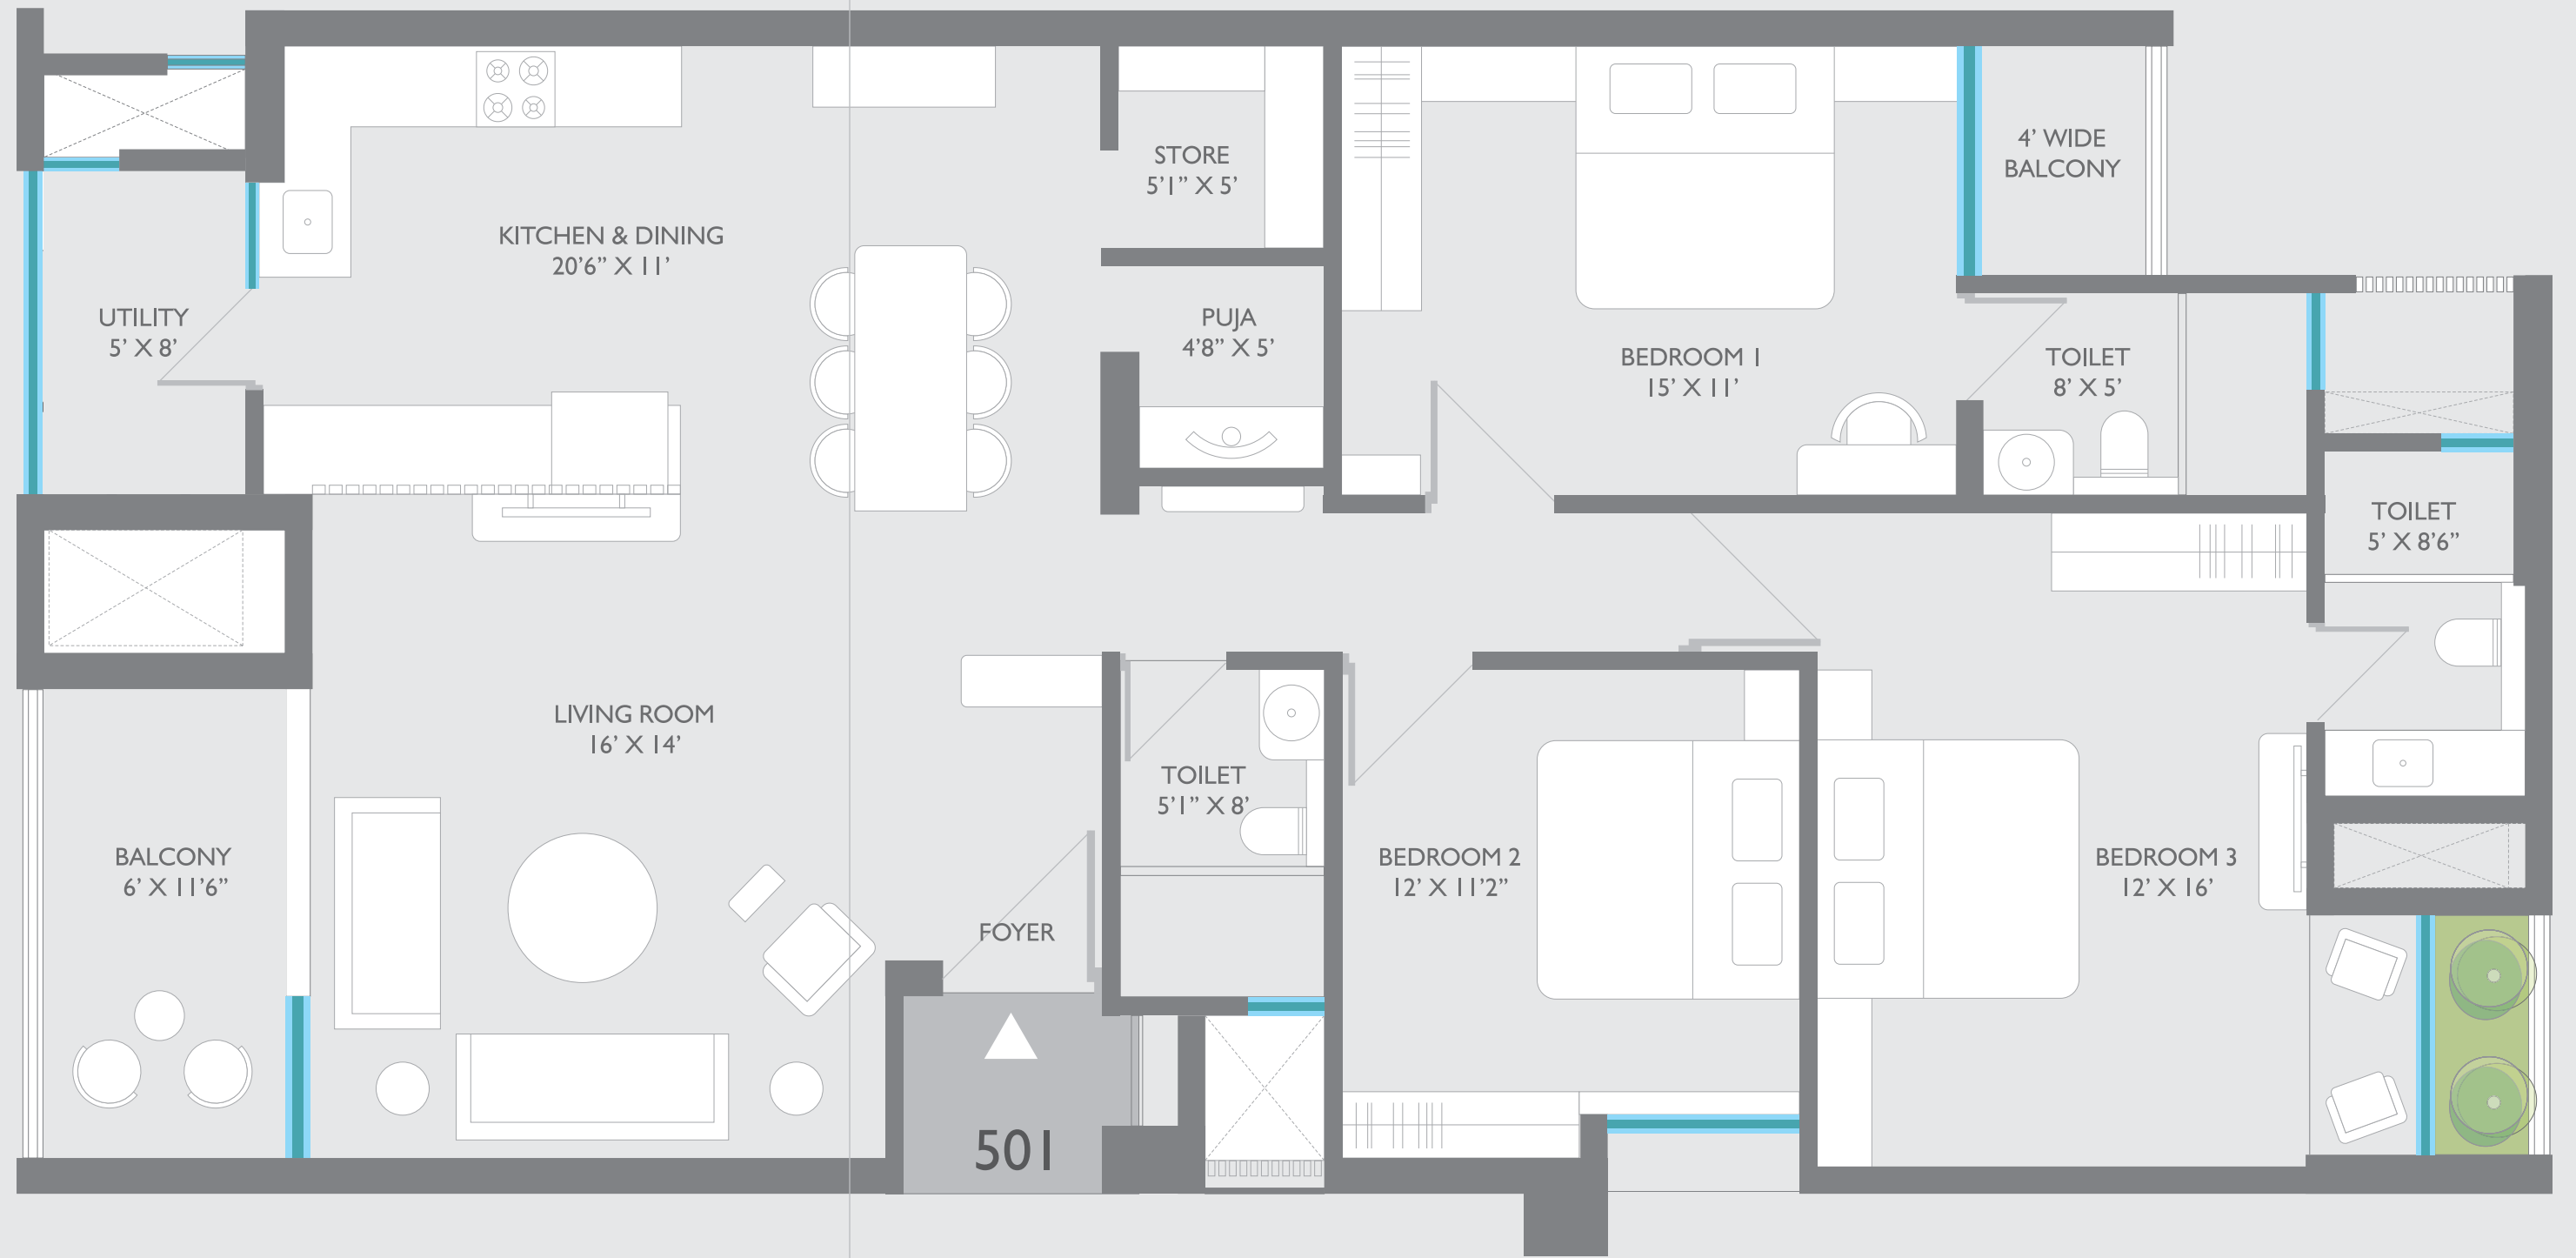 4’ WIDE
BALCONY
STORE
5’1” X 5’
KITCHEN & DINING
20’6” X 11’
UTILITY
5’ X 8’
PUJA
4’8” X 5’
BEDROOM 1
15’ X 11’
TOILET
8’ X 5’
TOILET
5’ X 8’6”
LIVING ROOM
16’ X 14’
TOILET
5’1” X 8’
BALCONY
6’ X 11’6”
BEDROOM 2
12’ X 11’2”
BEDROOM 3
12’ X 16’
FOYER
501